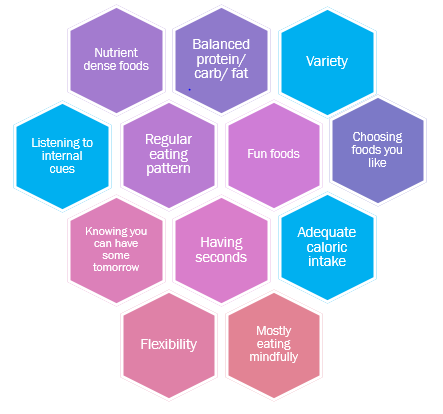 Nutrient
dense foods
Balanced
protein/
carb/ fat
Variety
Listening to
internal
cues
Regular
eating
pattern
Fun foods
Choosing
foods you
like
Knowing you
can have
some
tomorrow
Having
seconds
Adequate
caloric
intake
Flexibility
Mostly
eating
mindfully